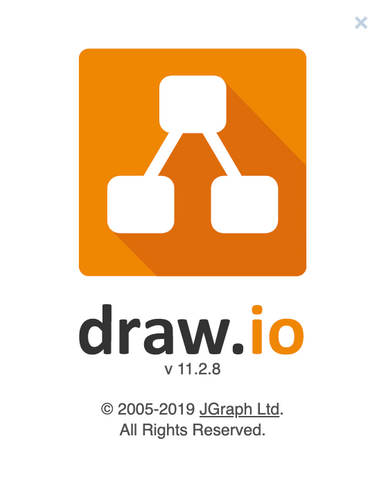 draw.io
v 11.2.8
© 2005-2019 JGraph Ltd.
All Rights Reserved.